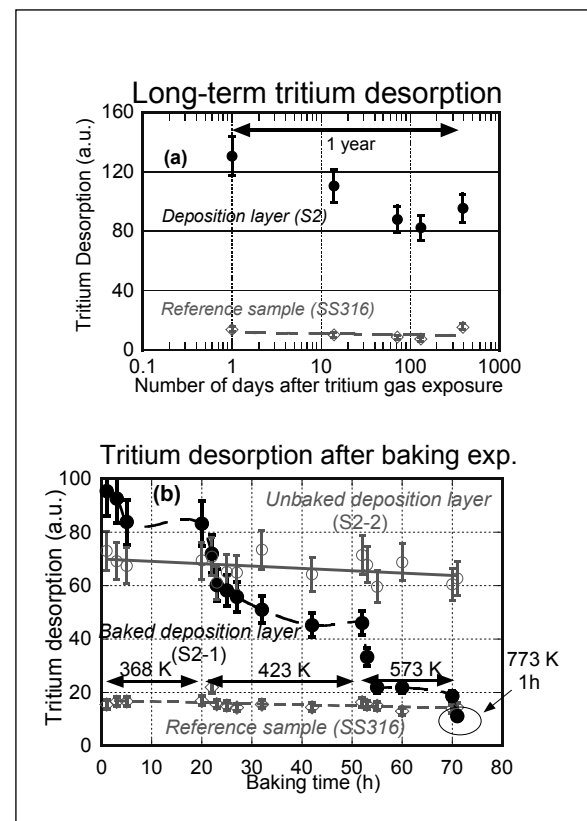 Long-term tritium desorption
160
120
80
40
0
Tritium Desorption (a.u.)
(a)
1 year
Deposition layer (S2)
Reference sample (SS316)
0.1 1 10 100 1000
Number of days after tritium gas exposure
Tritium desorption after baking exp.
100
80
60
40
20
0
Tritium desorption (a.u.)
(b)
Unbaked deposition layer
(S2-2)
Baked deposition layer
(S2-1)
368 K 423 K 573 K
773 K
1h
Reference sample (SS316)
0 10 20 30 40 50 60 70 80
Baking time (h)